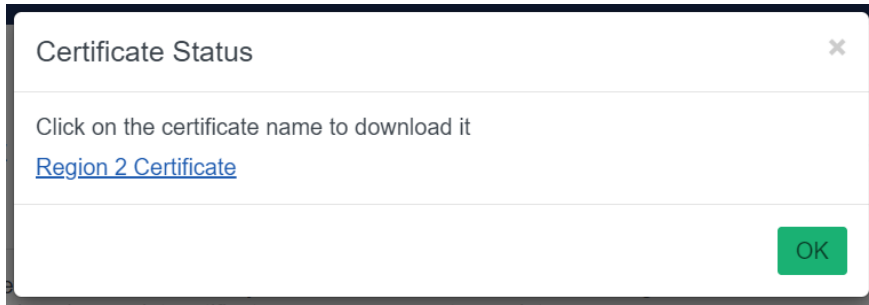 Certificate Status
×
Click on the certificate name to download it
Region 2 Certificate
OK